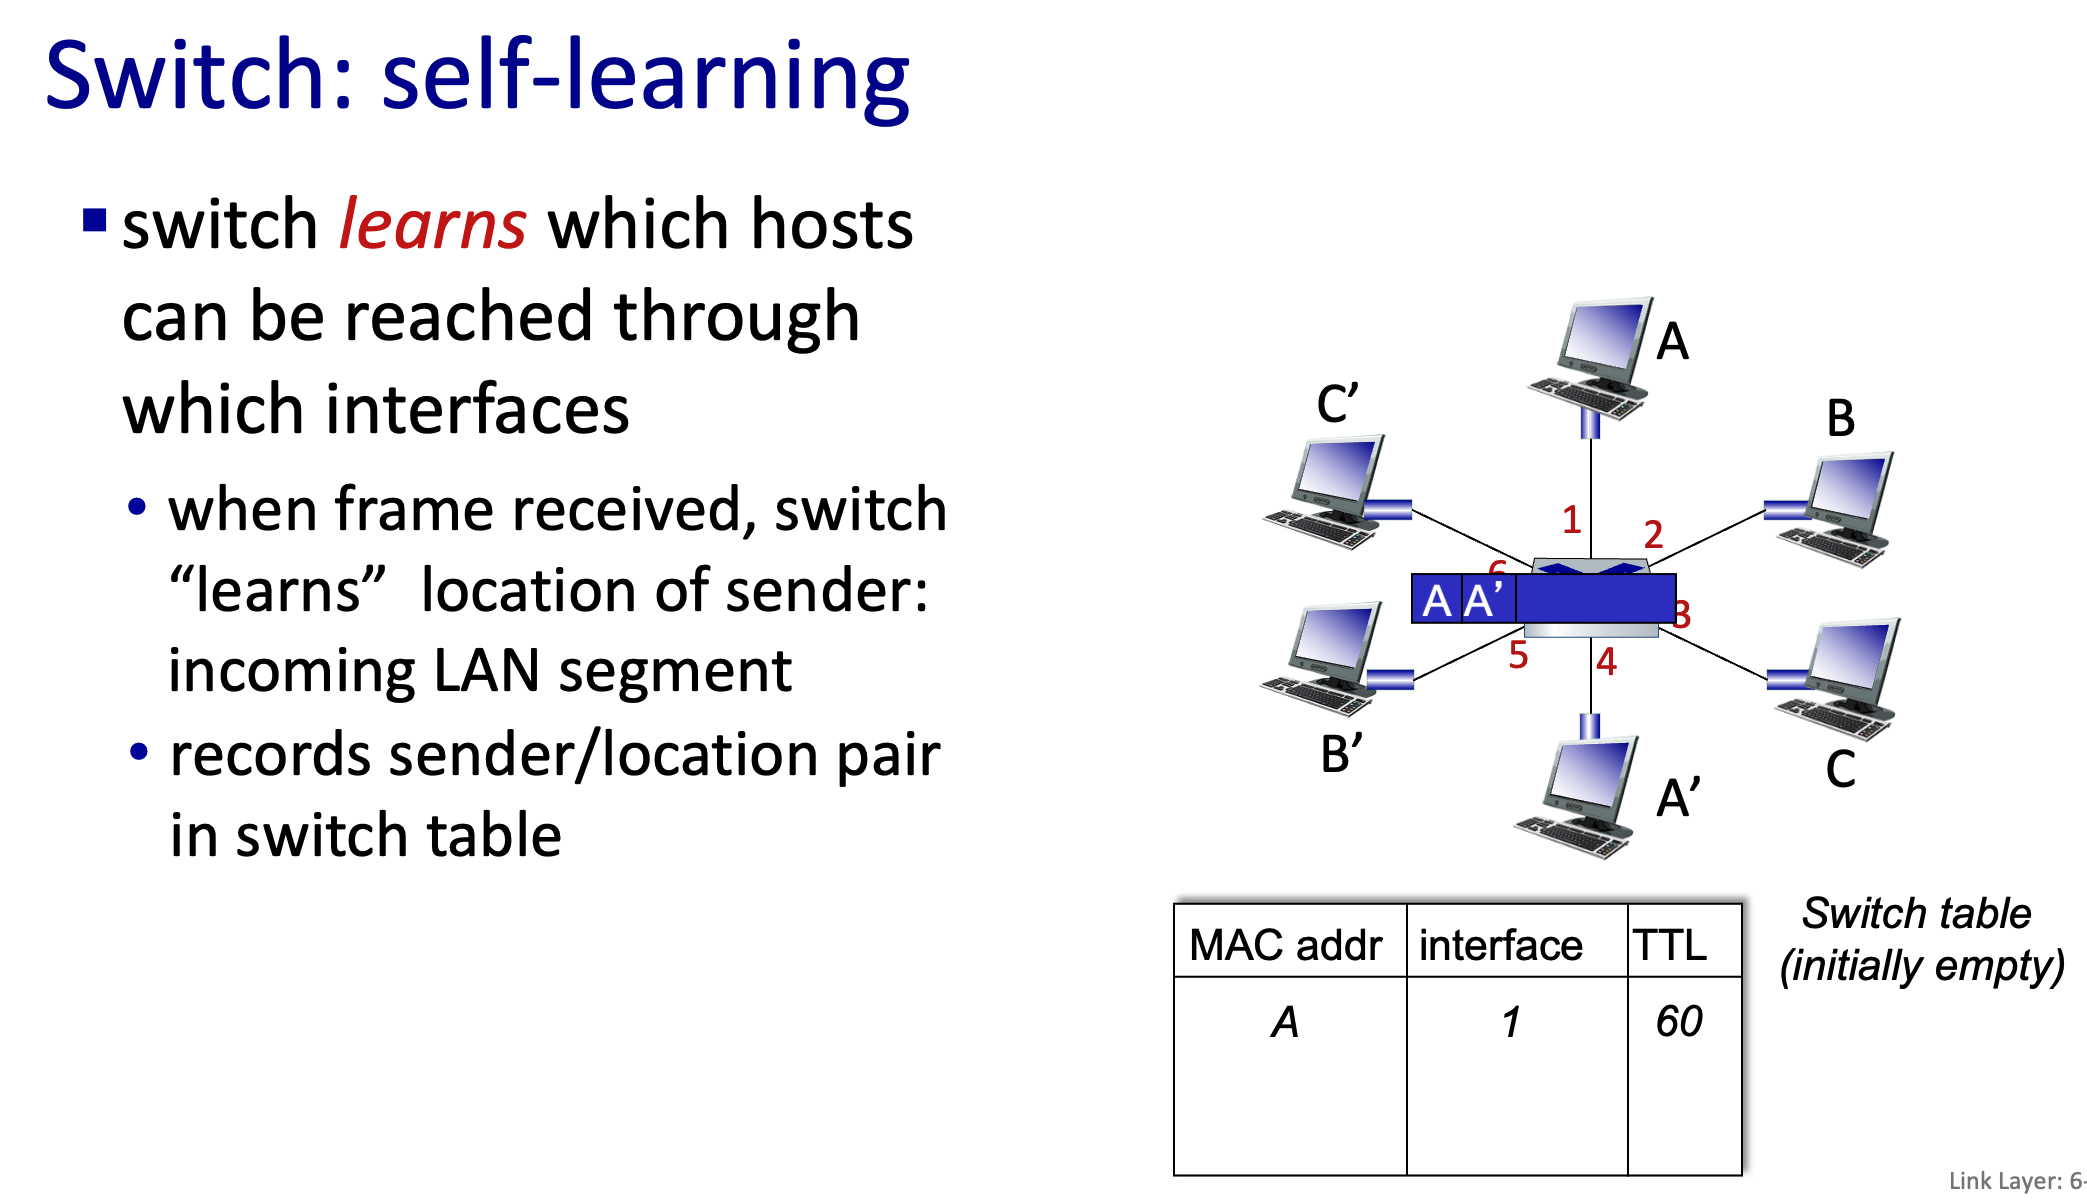 Switch: self-learning
switch learns which hosts
can be reached through
which interfaces
when frame received, switch
“learns” location of sender:
incoming LAN segment
records sender/location pair
in switch table
A
C’
B
1
2
6
A A’
3
5
4
B’
A’
C
MAC addr interface TTL
A 1 60
Switch table
(initially empty)
Link Layer: 6-